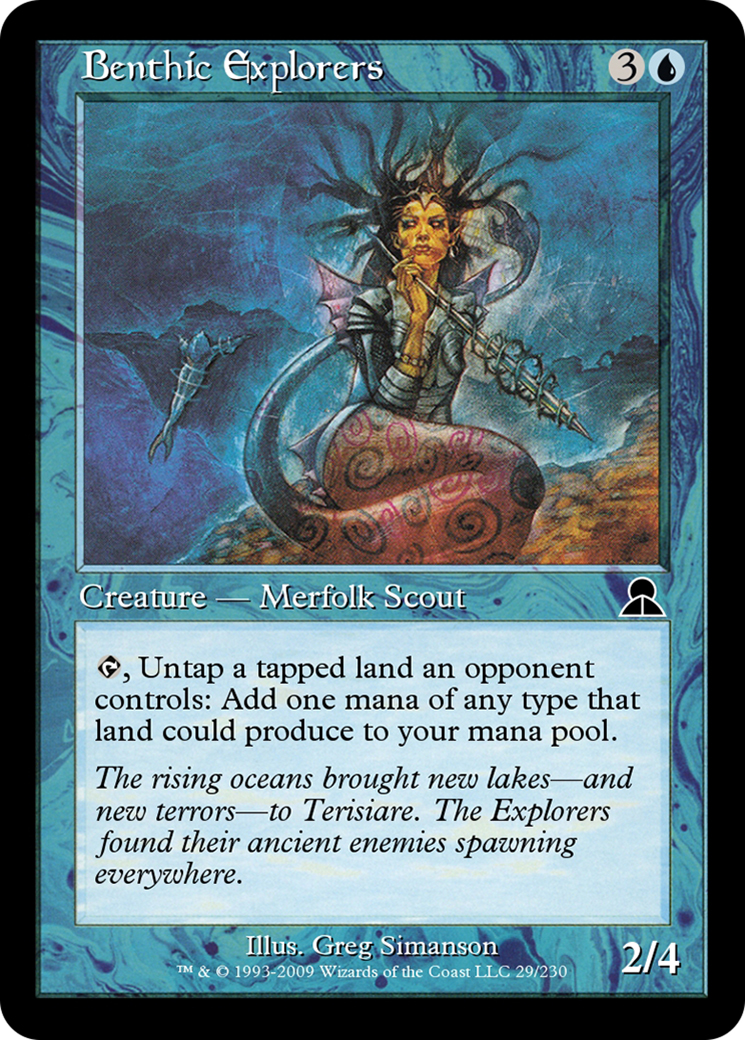 Benthic Explorers 3
Creature — Merfolk Scout
, Untap a tapped land an opponent
controls: Add one mana of any type that
land could produce to your mana pool.
The rising oceans brought new lakes—and
new terrors—to Terisiare. The Explorers
found their ancient enemies spawning
everywhere.
Illus. Greg Simanson
™ & © 1993-2009 Wizards of the Coast LLC 29/230
2/4